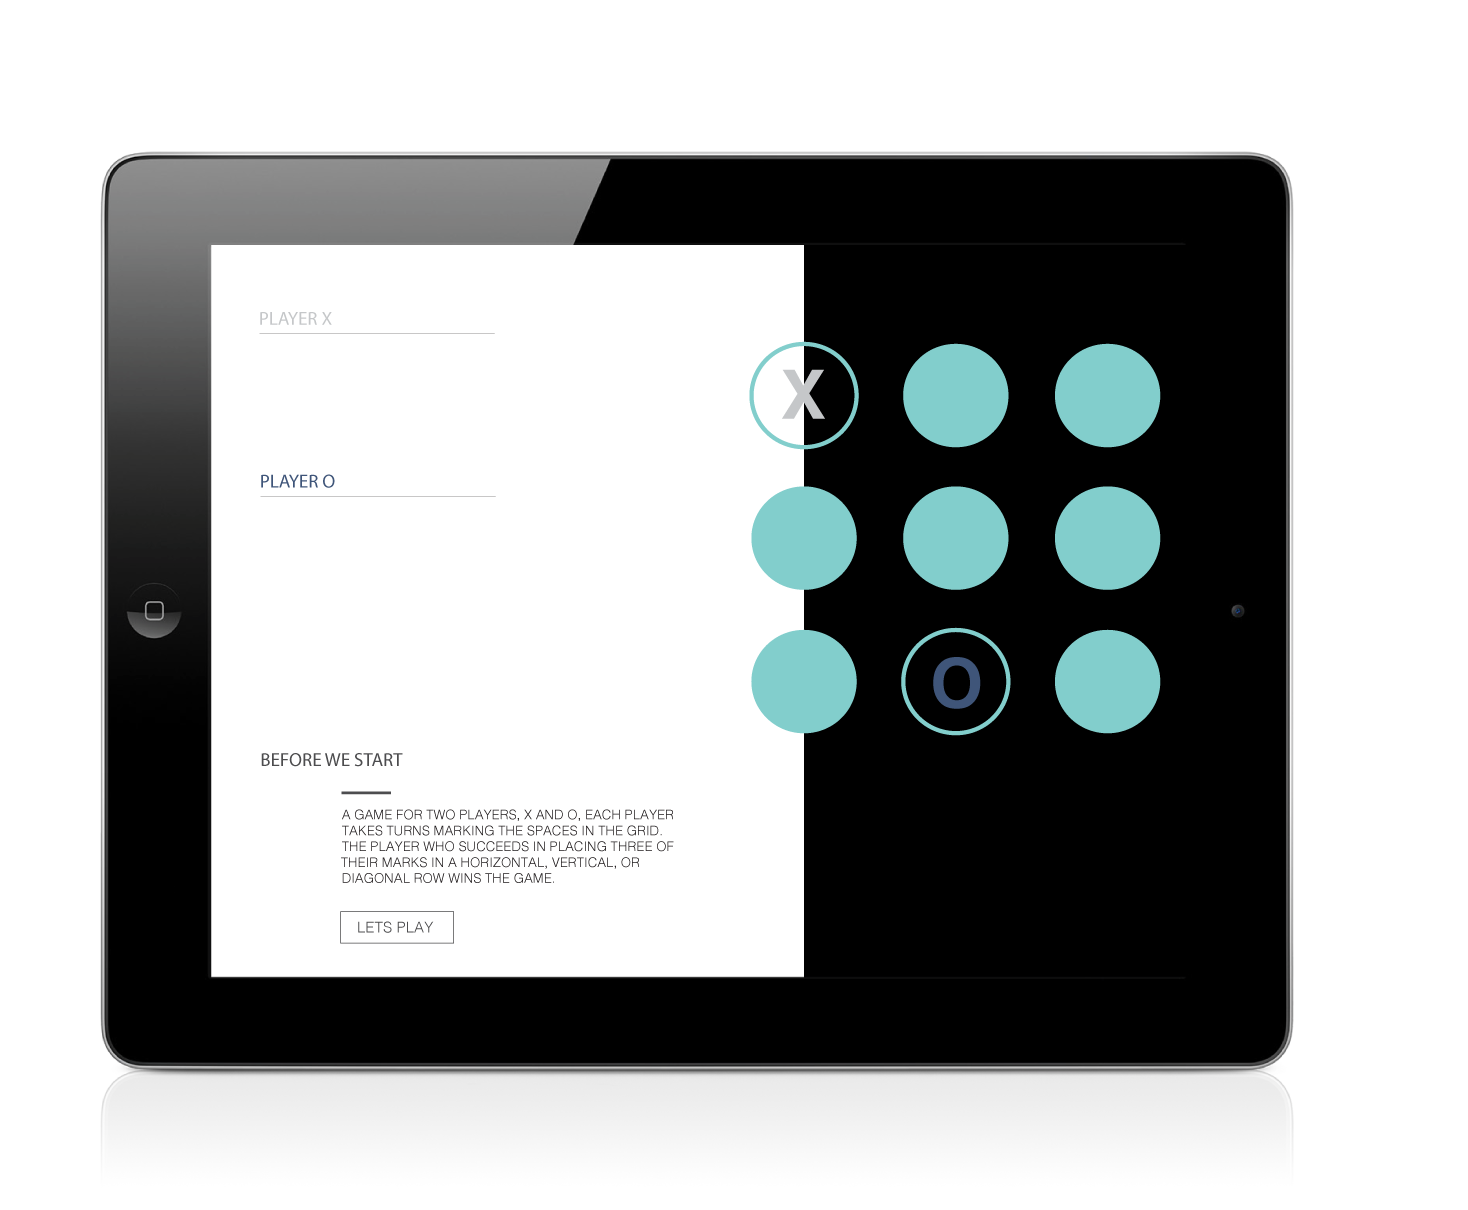 PLAYER X
X
PLAYER O
O
BEFORE WE START
A GAME FOR TWO PLAYERS, X AND O, EACH PLAYER
TAKES TURNS MARKING THE SPACES IN THE GRID.
THE PLAYER WHO SUCCEEDS IN PLACING THREE OF
THEIR MARKS IN A HORIZONTAL, VERTICAL, OR
DIAGONAL ROW WINS THE GAME.
LETS PLAY